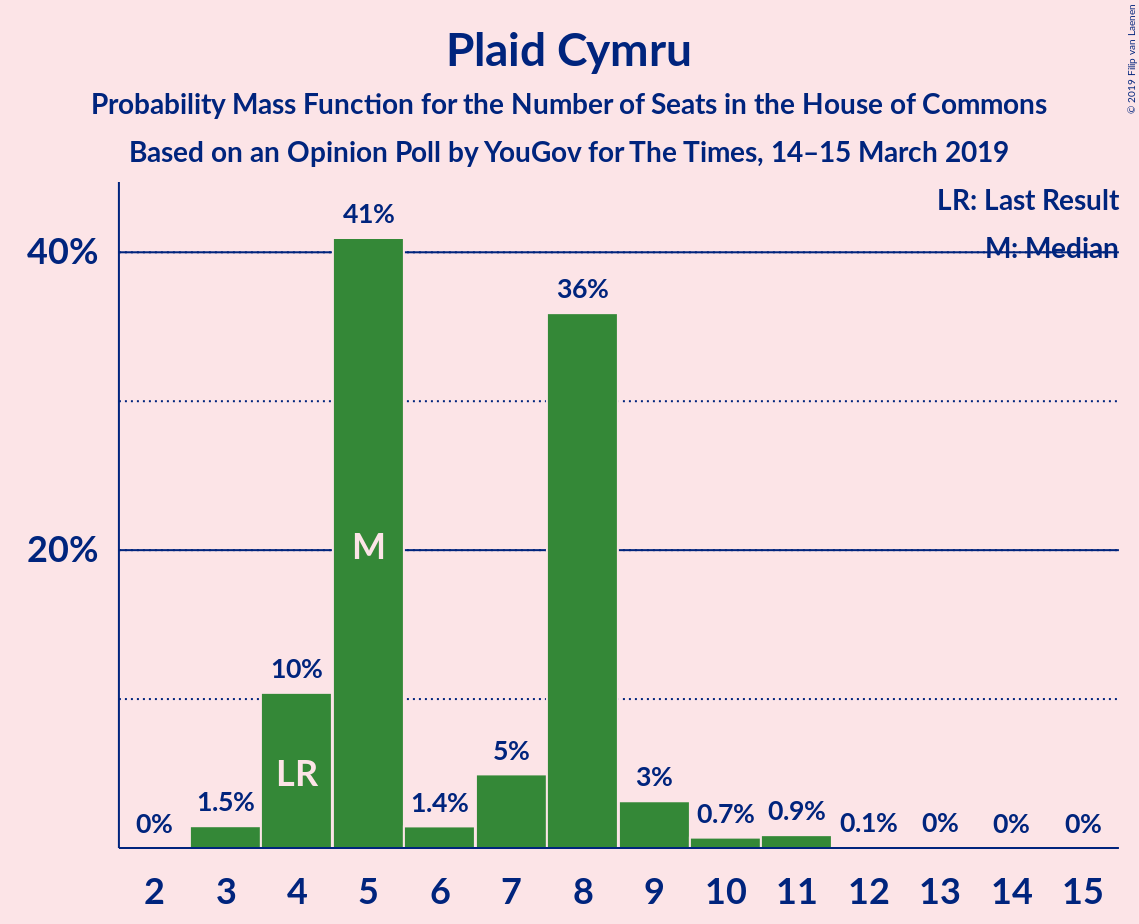 Plaid Cymru
Probability Mass Function for the Number of Seats in the House of Commons
Based on an Opinion Poll by YouGov for The Times, 14–15 March 2019
© 2019 Filip van Laenen
LR: Last Result
M: Median
40%
20%
0%
1.5%
10%
41%
1.4%
5%
36%
3%
0.7%
0.9%
0.1%
0%
0%
0%
LR
M
2 3 4 5 6 7 8 9 10 11 12 13 14 15